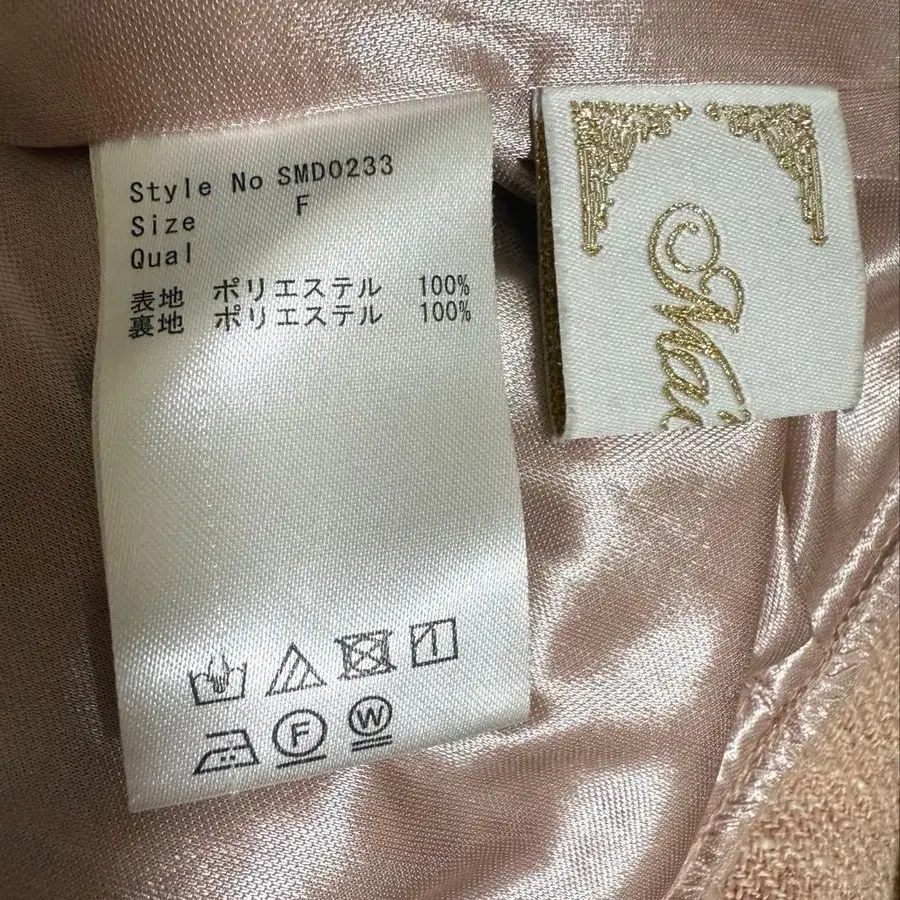 Style No SMD0233
Size F
Qual
表地 ポリエステル 100%
裏地 ポリエステル 100%
F
W
Mai